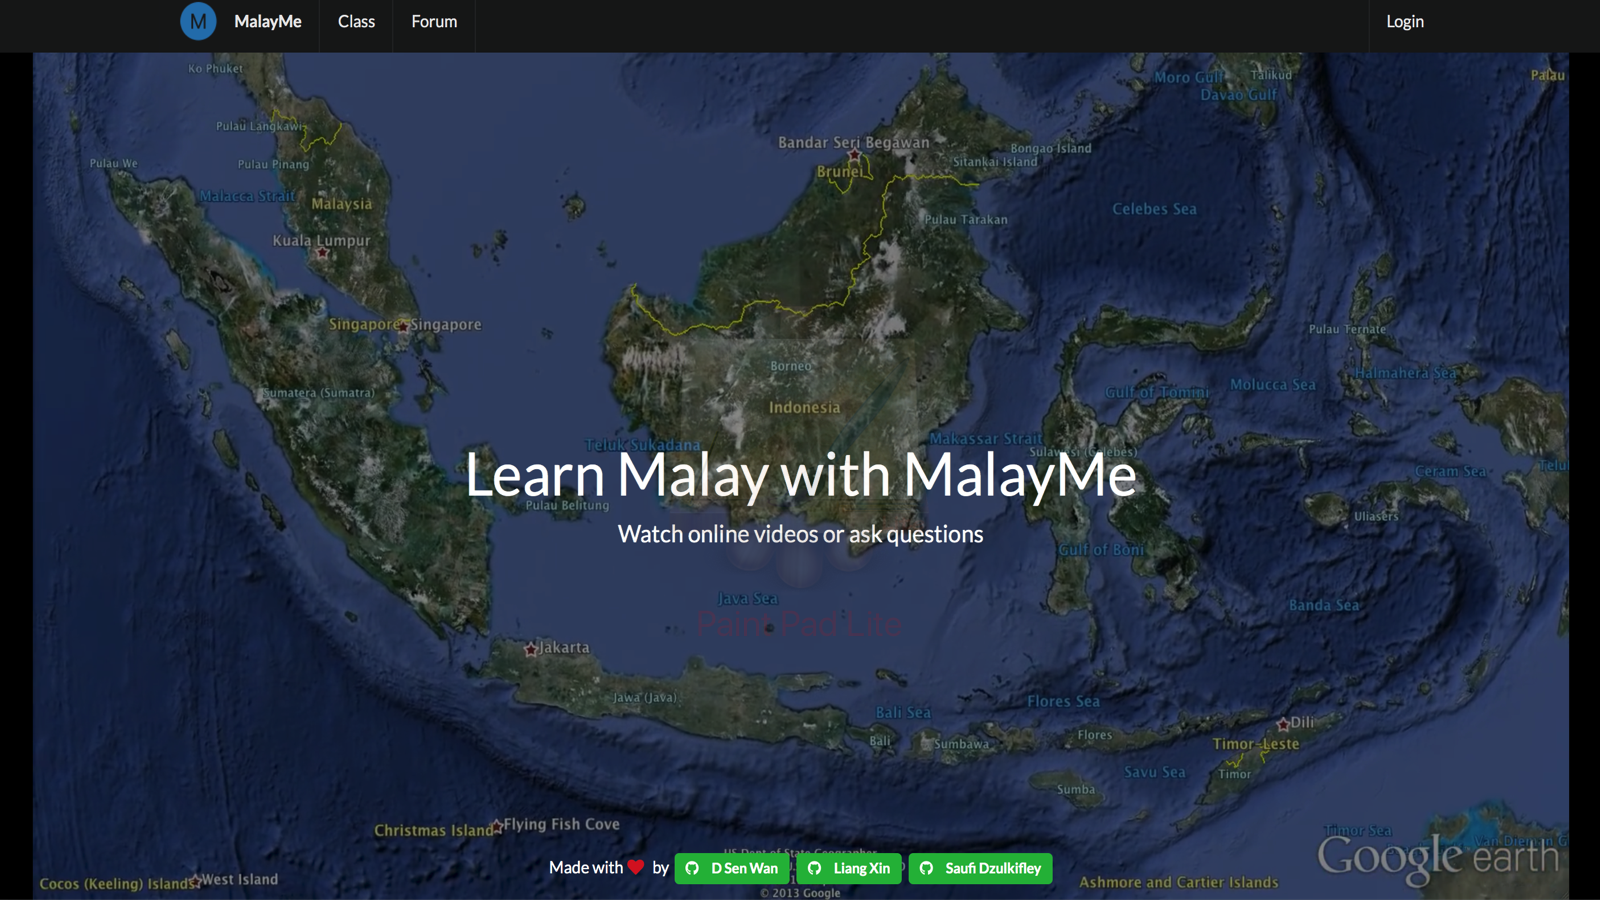 M MalayMe Class Forum Login
Ko Phuket
Moro Gulf Talikud Palau
Davao Gulf
Pulau Langkawi
Bandar Seri Begawan
Bongao Island
Pulau We Pulau Pinang Sitankai Island
Brunei
Malacca Strait Malaysia
Celebes Sea
Pulau Tarakan
Kuala Lumpur
Singapore Singapore
Pulau Ternate
Borneo
Halmahera Sea
Molucca Sea
Sumatera (Sumatra) Gulf of Tomini
Indonesia
Teluk Sukadana Makassar Strait
Sulawesi (Celebes)
Ceram Sea
Learn Malay with MalayMe
Pulau Belitung
Uliasers
Watch online videos or ask questions
Gulf of Boni
Java Sea Banda Sea
Paint Pad Lite
Jakarta
Jawa (Java)
Flores Sea
Bali Sea
Dili
Bali Sumbawa Flores
Timor-Leste
Savu Sea Timor
Sumba
Christmas Island Flying Fish Cove
Timor Sea
Google earth
Made with by D Sen Wan Liang Xin Saufi Dzulkifley
Cocos (Keeling) Islands West Island Ashmore and Cartier Islands
© 2013 Google